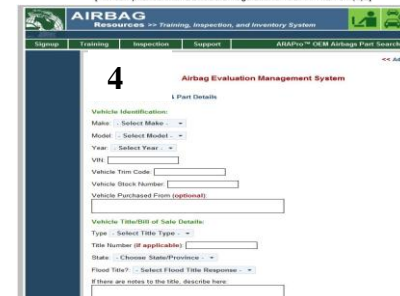 AIRBAG
Resources >> Training, Inspection, and Inventory System
Signup Training Inspection Support ARAPro™ OEM Airbags Part Search
4
Airbag Evaluation Management System
Part Details
Vehicle Identification:
Make: - Select Make -
Model: - Select Model -
Year: - Select Year -
VIN:
Vehicle Trim Code:
Vehicle Stock Number:
Vehicle Purchased From (optional):
Vehicle Title/Bill of Sale Details:
Type: - Select Title Type -
Title Number (if applicable):
State: - Choose State/Province -
Flood Title?: - Select Flood Title Response -
If there are notes to the title, describe here: